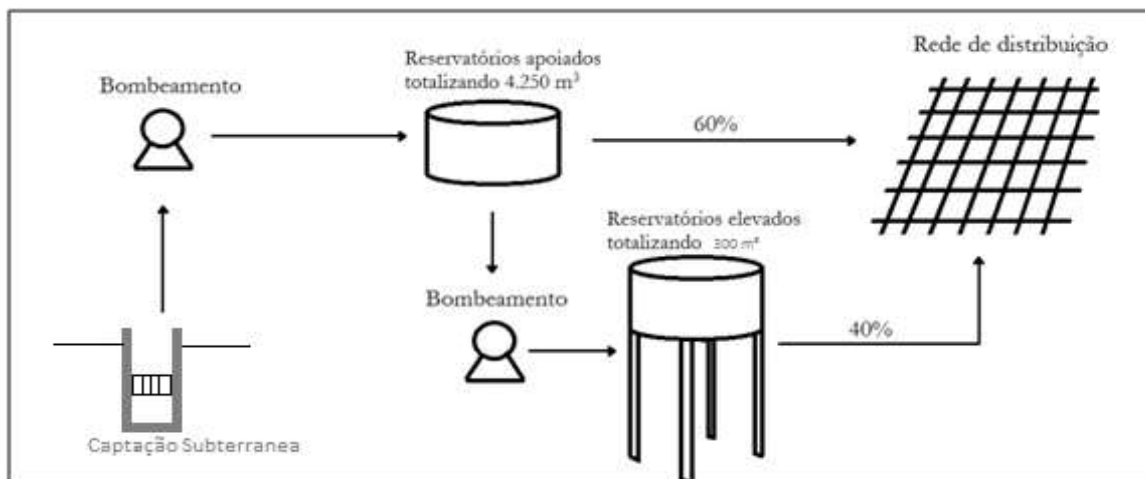 Bombeamento
Reservatórios apoiados
totalizando 4.250 m³
60%
Rede de distribuição
Bombeamento
Reservatórios elevados
totalizando 300 m³
40%
Captação Subterranea